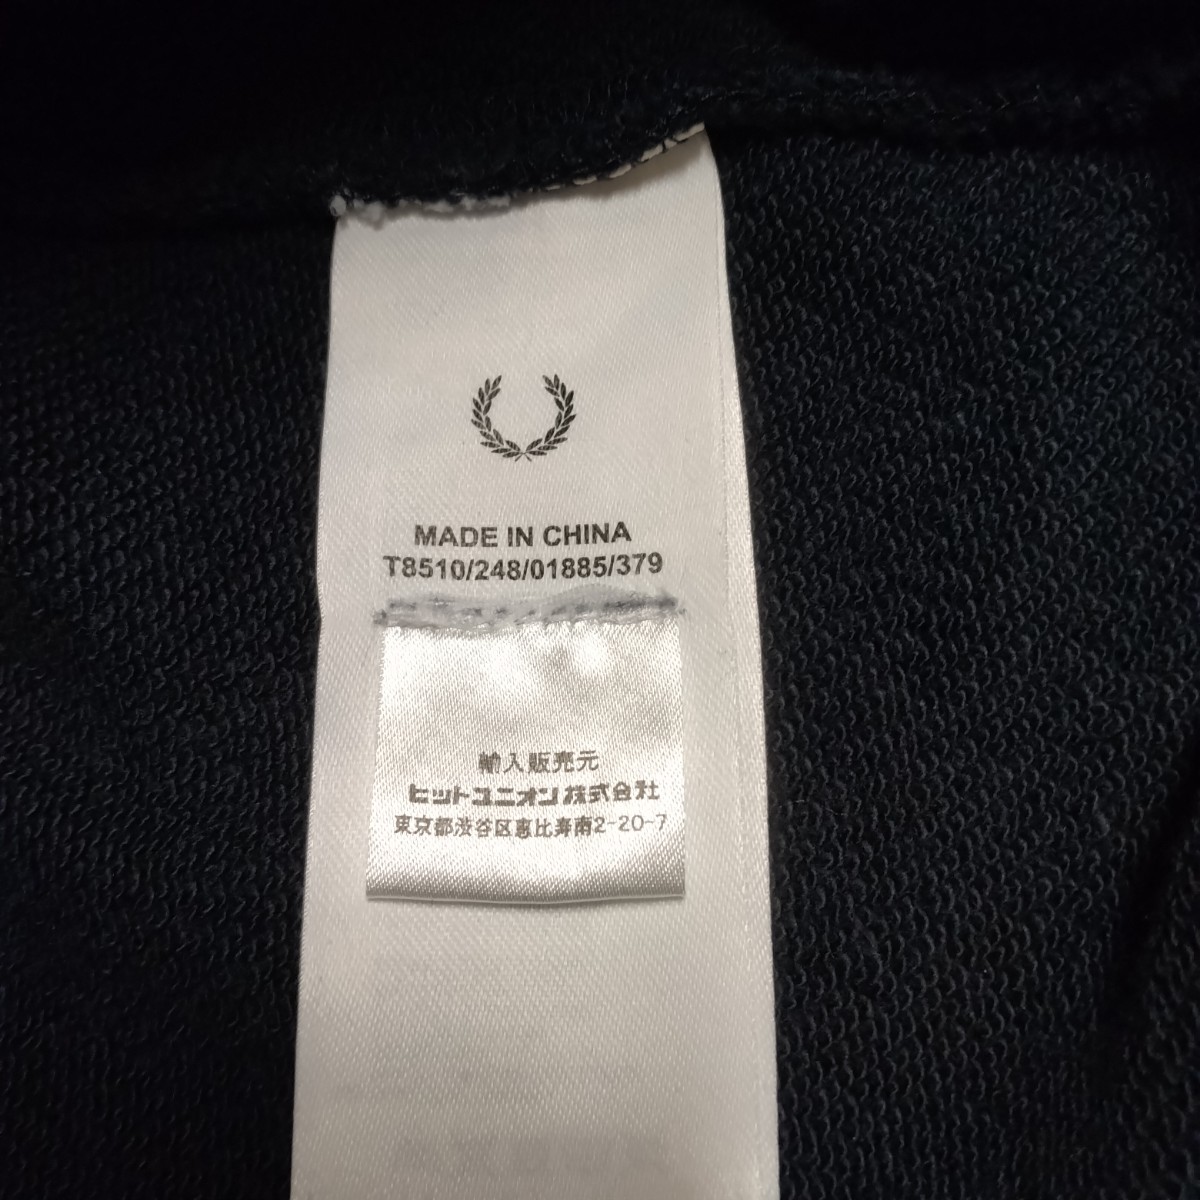 MADE IN CHINA
T8510/248/01885/379
輸入販売元
ヒットユニオン株式会社
東京都渋谷区恵比寿南2-20-7